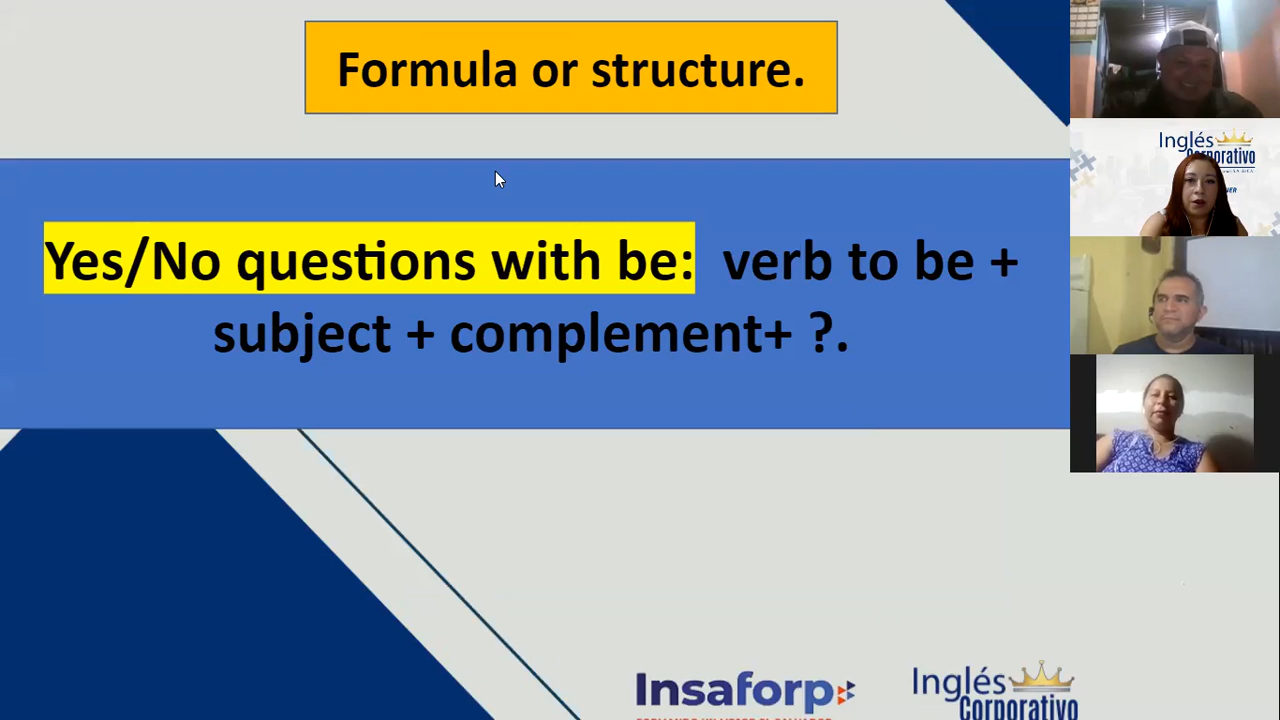 Formula or structure.
Yes/No questions with be: verb to be +
subject + complement+ ?.
Inglés
Corporativo
Insaforp
Inglés
Corporativo